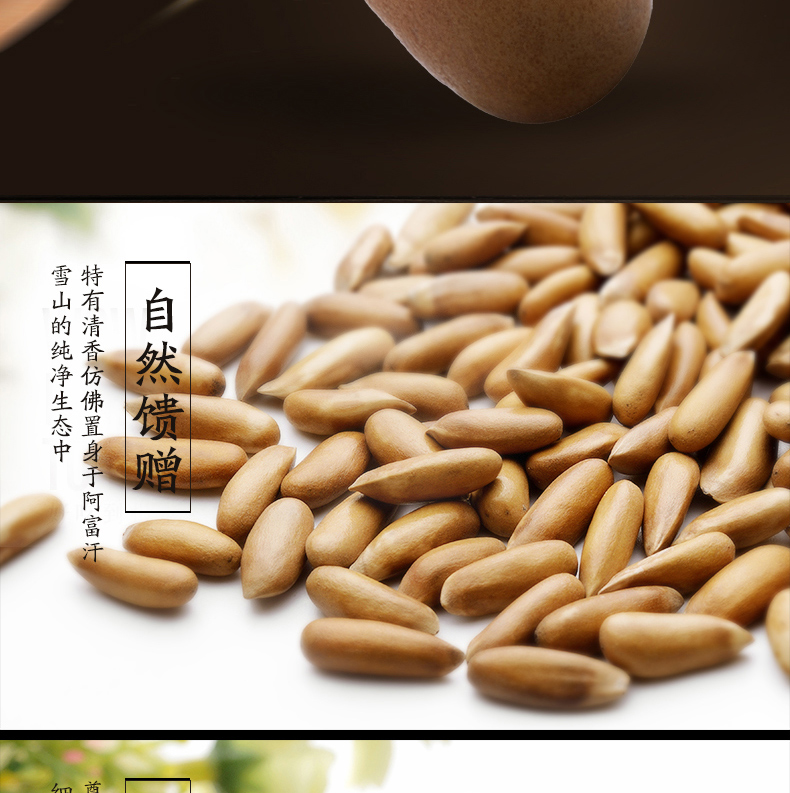 自然馈赠
特有清香仿佛置身于阿富汗
雪山的纯净生态中